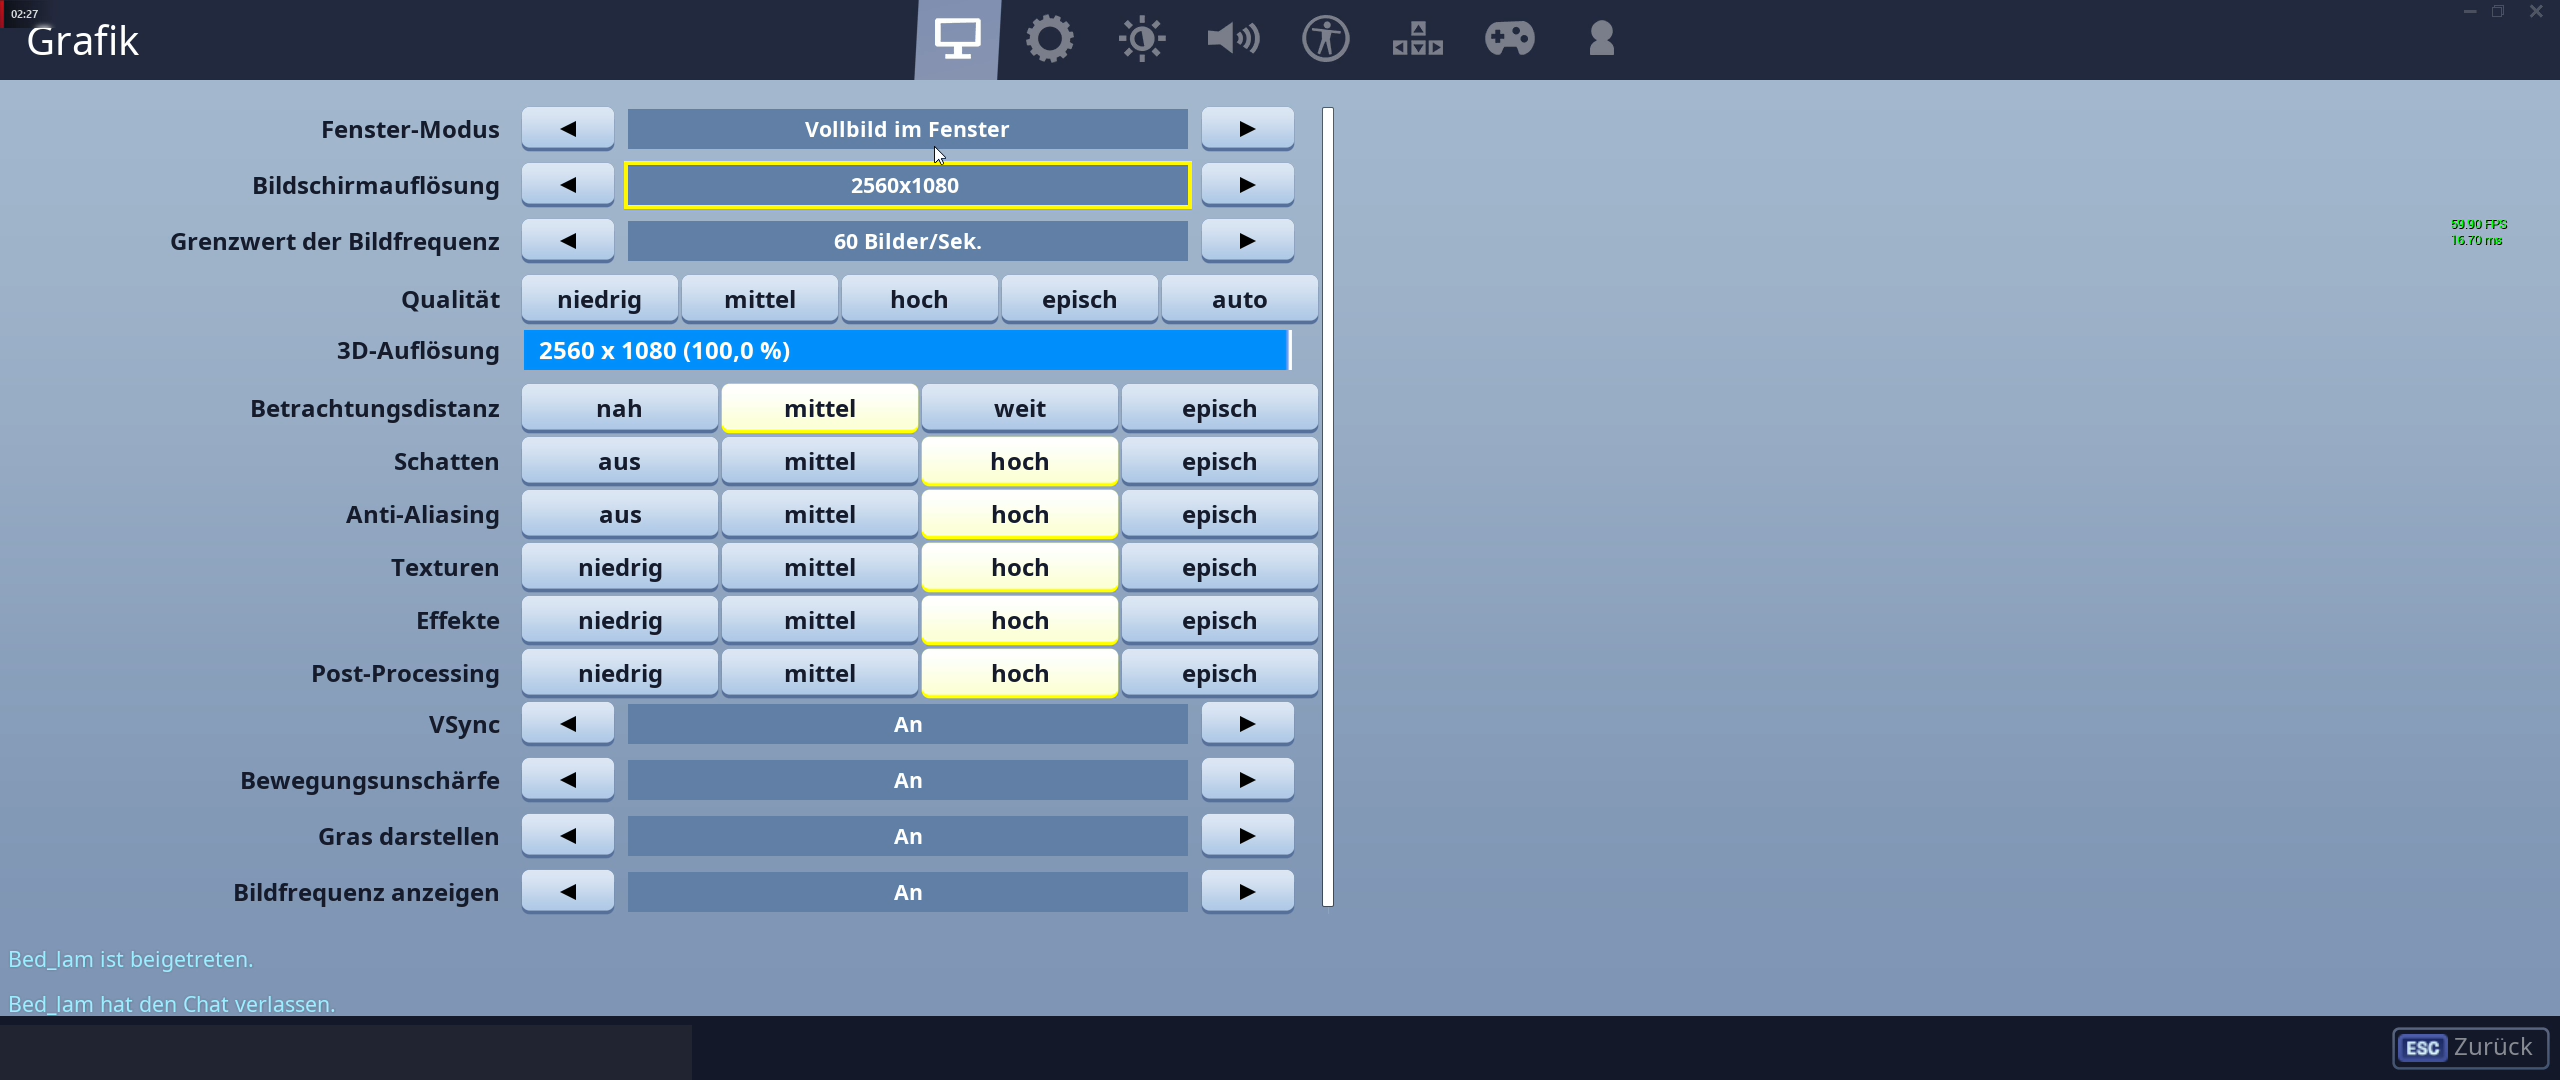 02:27
Grafik
Fenster-Modus Vollbild im Fenster
Bildschirmauflösung 2560x1080
Grenzwert der Bildfrequenz 60 Bilder/Sek.
59.90 FPS
16.70 ms
Qualität niedrig mittel hoch episch auto
3D-Auflösung 2560 x 1080 (100,0 %)
Betrachtungsdistanz nah mittel weit episch
Schatten aus mittel hoch episch
Anti-Aliasing aus mittel hoch episch
Texturen niedrig mittel hoch episch
Effekte niedrig mittel hoch episch
Post-Processing niedrig mittel hoch episch
VSync An
Bewegungsunschärfe An
Gras darstellen An
Bildfrequenz anzeigen An
Bed_lam ist beigetreten.
Bed_lam hat den Chat verlassen.
ESC Zurück